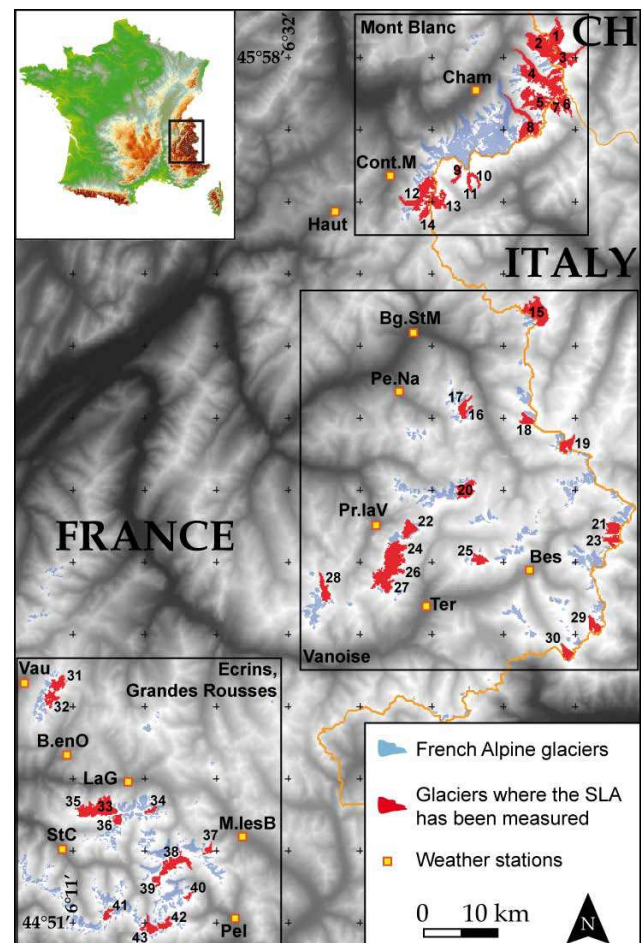 Mont Blanc
CH
6°32'
45°58'
1
2
3
4
Cham
5
7
6
8
Cont.M
9
10
12
11
13
Haut
14
ITALY
15
Bg.StM
Pe.Na
17
16
18
19
20
Pr.laV
22
21
FRANCE
23
24
25
Bes
26
28
27
Ter
29
30
Vanoise
Vau
Ecrins,
Grandes Rousses
31
32
B.enO
LaG
35
33
34
36
M.lesB
StC
37
38
39
40
6°11'
41
42
44°51'
43
Pel
French Alpine glaciers
Glaciers where the SLA
has been measured
Weather stations
0 10 km
N